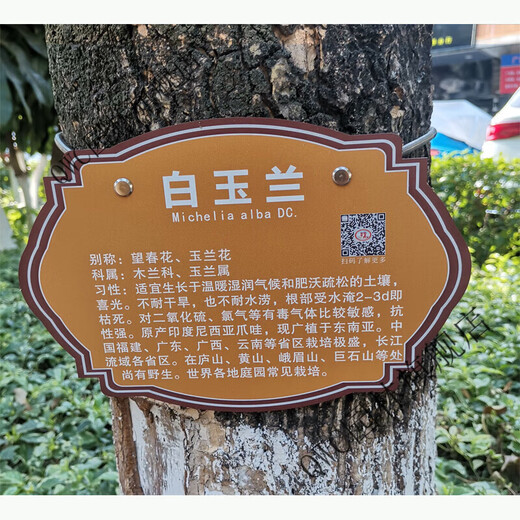 白玉兰
Michelia alba DC.
别称：望春花、玉兰花
科属：木兰科、玉兰属
扫码了解更多
习性：适宜生长于温暖湿润气候和肥沃疏松的土壤，
喜光。不耐干旱，也不耐水涝，根部受水淹2-3d即
枯死。对二氧化硫、氯气等有毒气体比较敏感，抗
性强。原产印度尼西亚爪哇，现广植于东南亚。中
国福建、广东、广西、云南等省区栽培极盛，长江
流域各省区。在庐山、黄山、峨眉山、巨石山等处
尚有野生。世界各地庭园常见栽培。